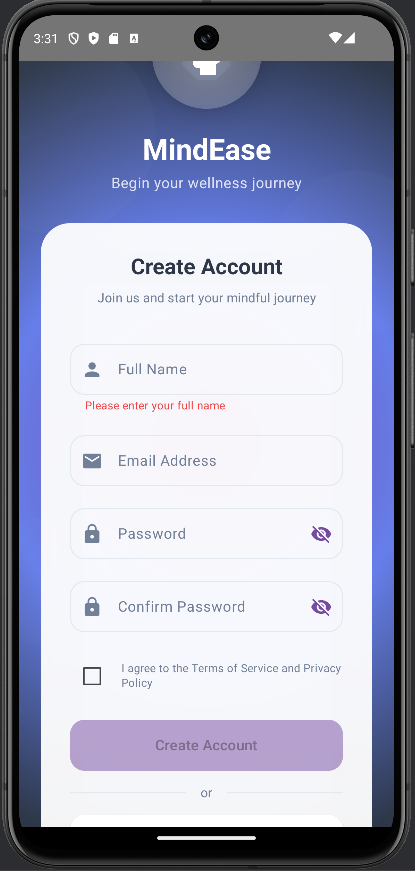 3:31
MindEase
Begin your wellness journey
Create Account
Join us and start your mindful journey
Full Name
Please enter your full name
Email Address
Password
Confirm Password
I agree to the Terms of Service and Privacy
Policy
Create Account
or